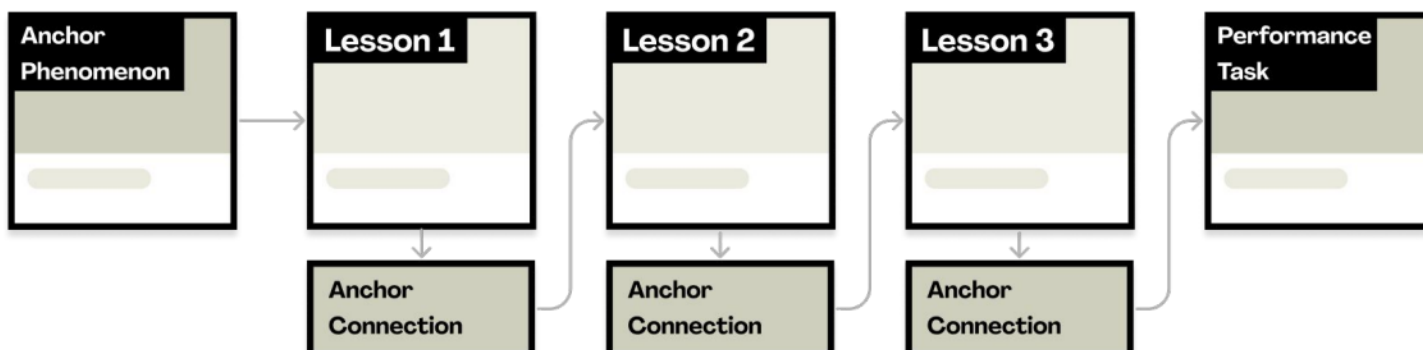 Anchor
Phenomenon
Lesson 1
Lesson 2
Lesson 3
Performance
Task
Anchor
Connection
Anchor
Connection
Anchor
Connection